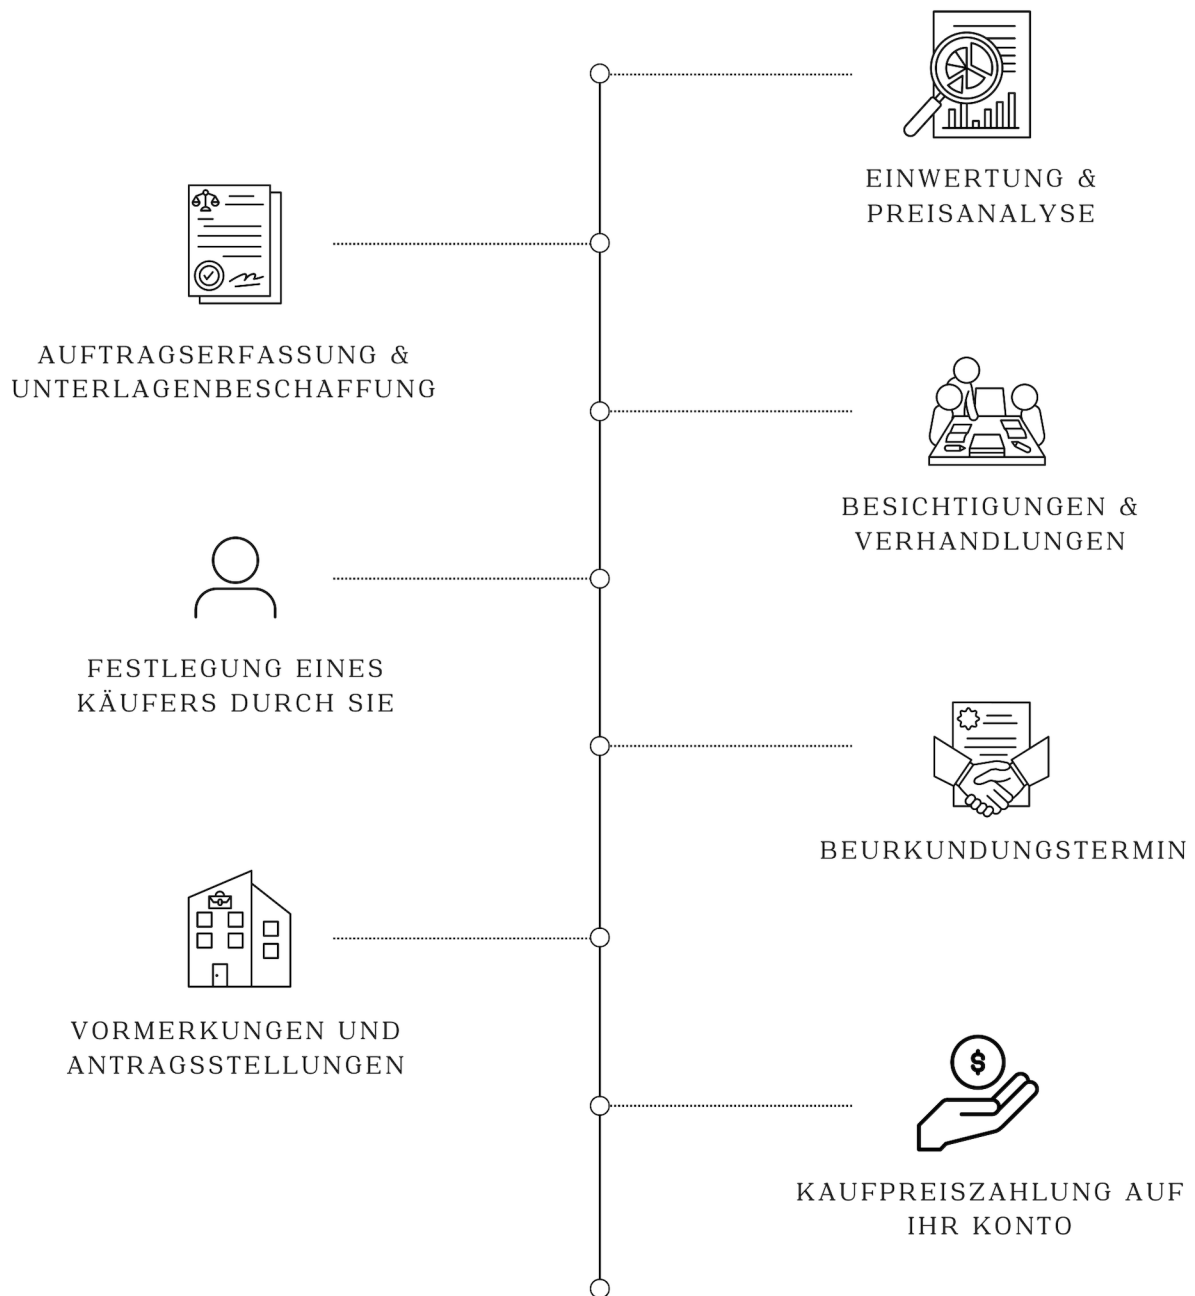 EINWERTUNG &
PREISANALYSE
AUFTRAGSERFASSUNG &
UNTERLAGENBESCHAFFUNG
BESICHTIGUNGEN &
VERHANDLUNGEN
FESTLEGUNG EINES
KÄUFERS DURCH SIE
BEURKUNDUNGSTERMIN
VORMERKUNGEN UND
ANTRAGSSTELLUNGEN
$
KAUFPREISZAHLUNG AUF
IHR KONTO